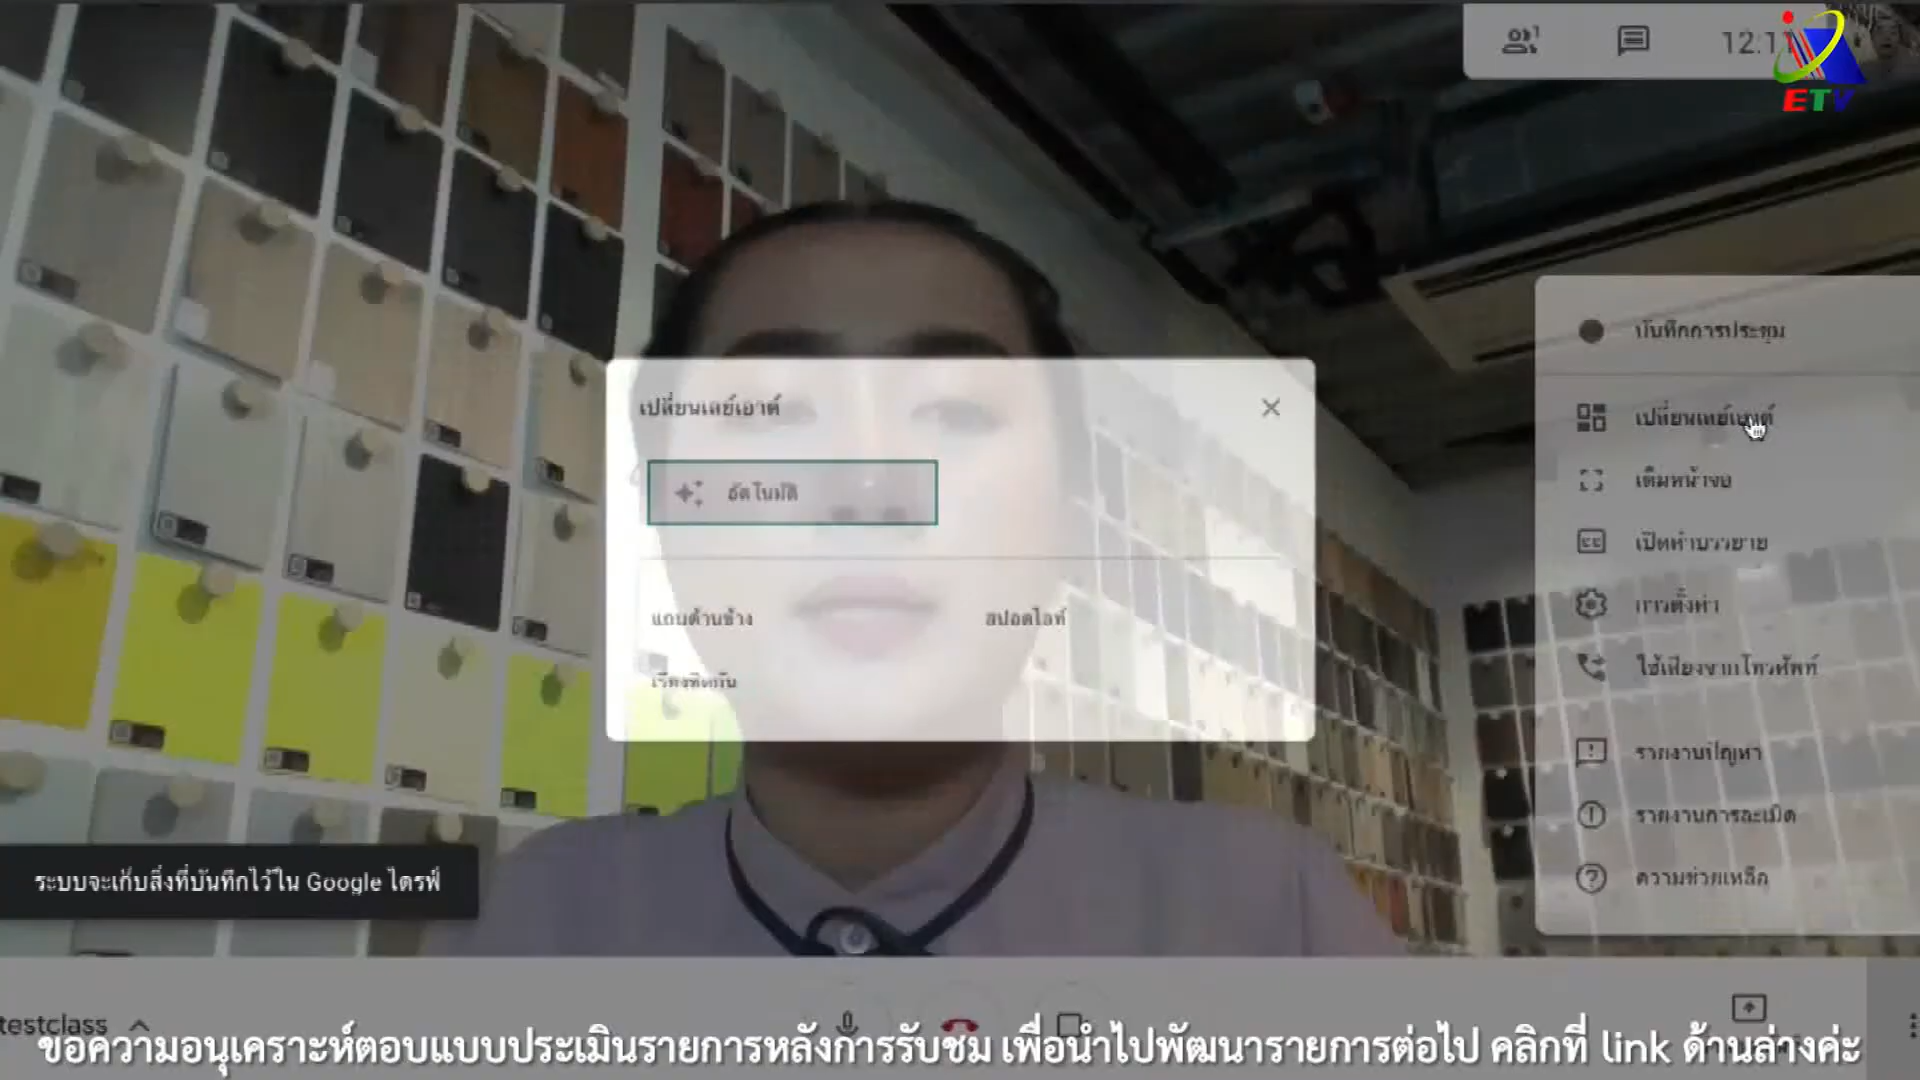 12:11
ETV
บันทึกการประชุม
เปลี่ยนเลย์เอาต์
เปลี่ยนเลย์เอาต์
อัตโนมัติ
เต็มหน้าจอ
เปิดคำบรรยาย
การตั้งค่า
แถบด้านข้าง
สปอตไลท์
ใช้เสียงจากโทรศัพท์
เรียงชิดกัน
รายงานปัญหา
รายงานการละเมิด
ระบบจะเก็บสิ่งที่บันทึกไว้ใน Google ไดรฟ์
ความช่วยเหลือ
testclass
ขอความอนุเคราะห์ตอบแบบประเมินรายการหลังการรับชม เพื่อนำไปพัฒนารายการต่อไป คลิกที่ link ด้านล่างค่ะ